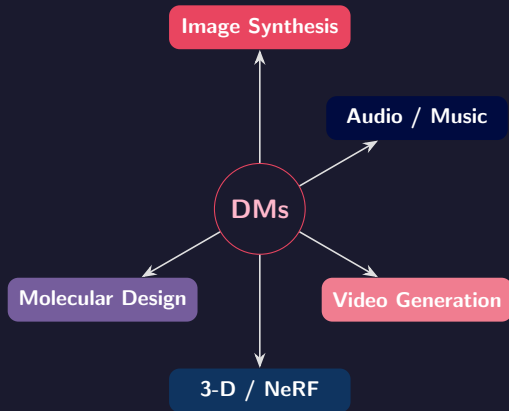 Image Synthesis
Audio / Music
DMs
Molecular Design
Video Generation
3-D / NeRF